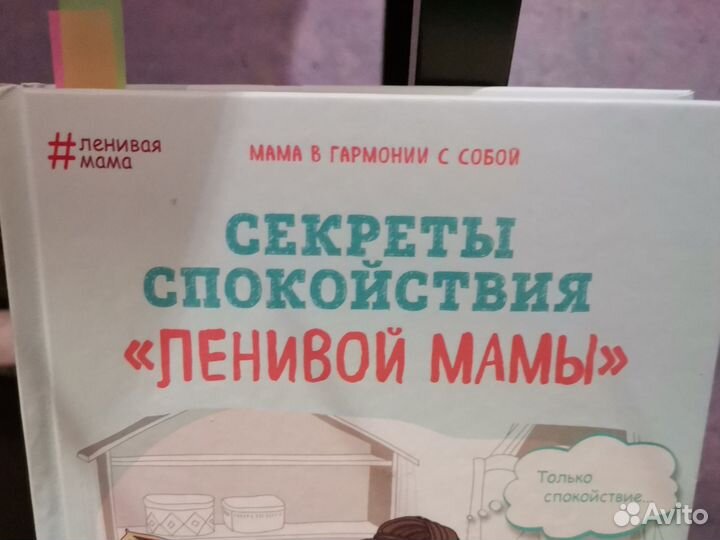 #ленивая
мама
МАМА В ГАРМОНИИ С СОБОЙ
СЕКРЕТЫ
СПОКОЙСТВИЯ
«ЛЕНИВОЙ МАМЫ»
Только
спокойствие...
Avito